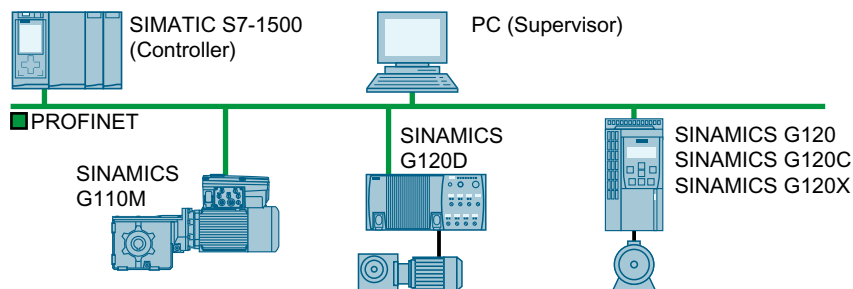 SIMATIC S7-1500
(Controller)
PC (Supervisor)
PROFINET
SINAMICS
G110M
SINAMICS
G120D
SINAMICS G120
SINAMICS G120C
SINAMICS G120X